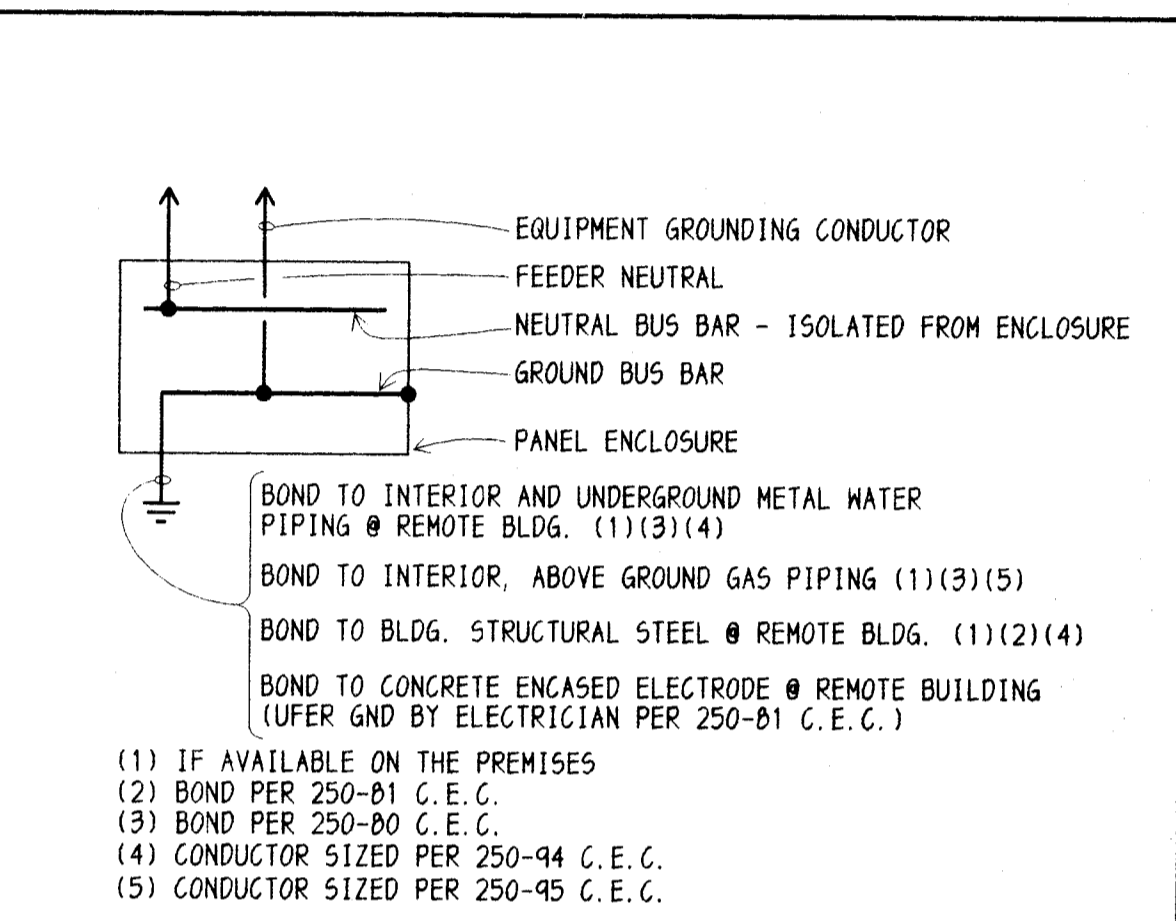 EQUIPMENT GROUNDING CONDUCTOR
FEEDER NEUTRAL
NEUTRAL BUS BAR - ISOLATED FROM ENCLOSURE
GROUND BUS BAR
PANEL ENCLOSURE
BOND TO INTERIOR AND UNDERGROUND METAL WATER
PIPING @ REMOTE BLDG. (1)(3)(4)
BOND TO INTERIOR, ABOVE GROUND GAS PIPING (1)(3)(5)
BOND TO BLDG. STRUCTURAL STEEL @ REMOTE BLDG. (1)(2)(4)
BOND TO CONCRETE ENCASED ELECTRODE @ REMOTE BUILDING
(UFER GND BY ELECTRICIAN PER 250-81 C.E.C.)
(1) IF AVAILABLE ON THE PREMISES
(2) BOND PER 250-81 C.E.C.
(3) BOND PER 250-80 C.E.C.
(4) CONDUCTOR SIZED PER 250-94 C.E.C.
(5) CONDUCTOR SIZED PER 250-95 C.E.C.